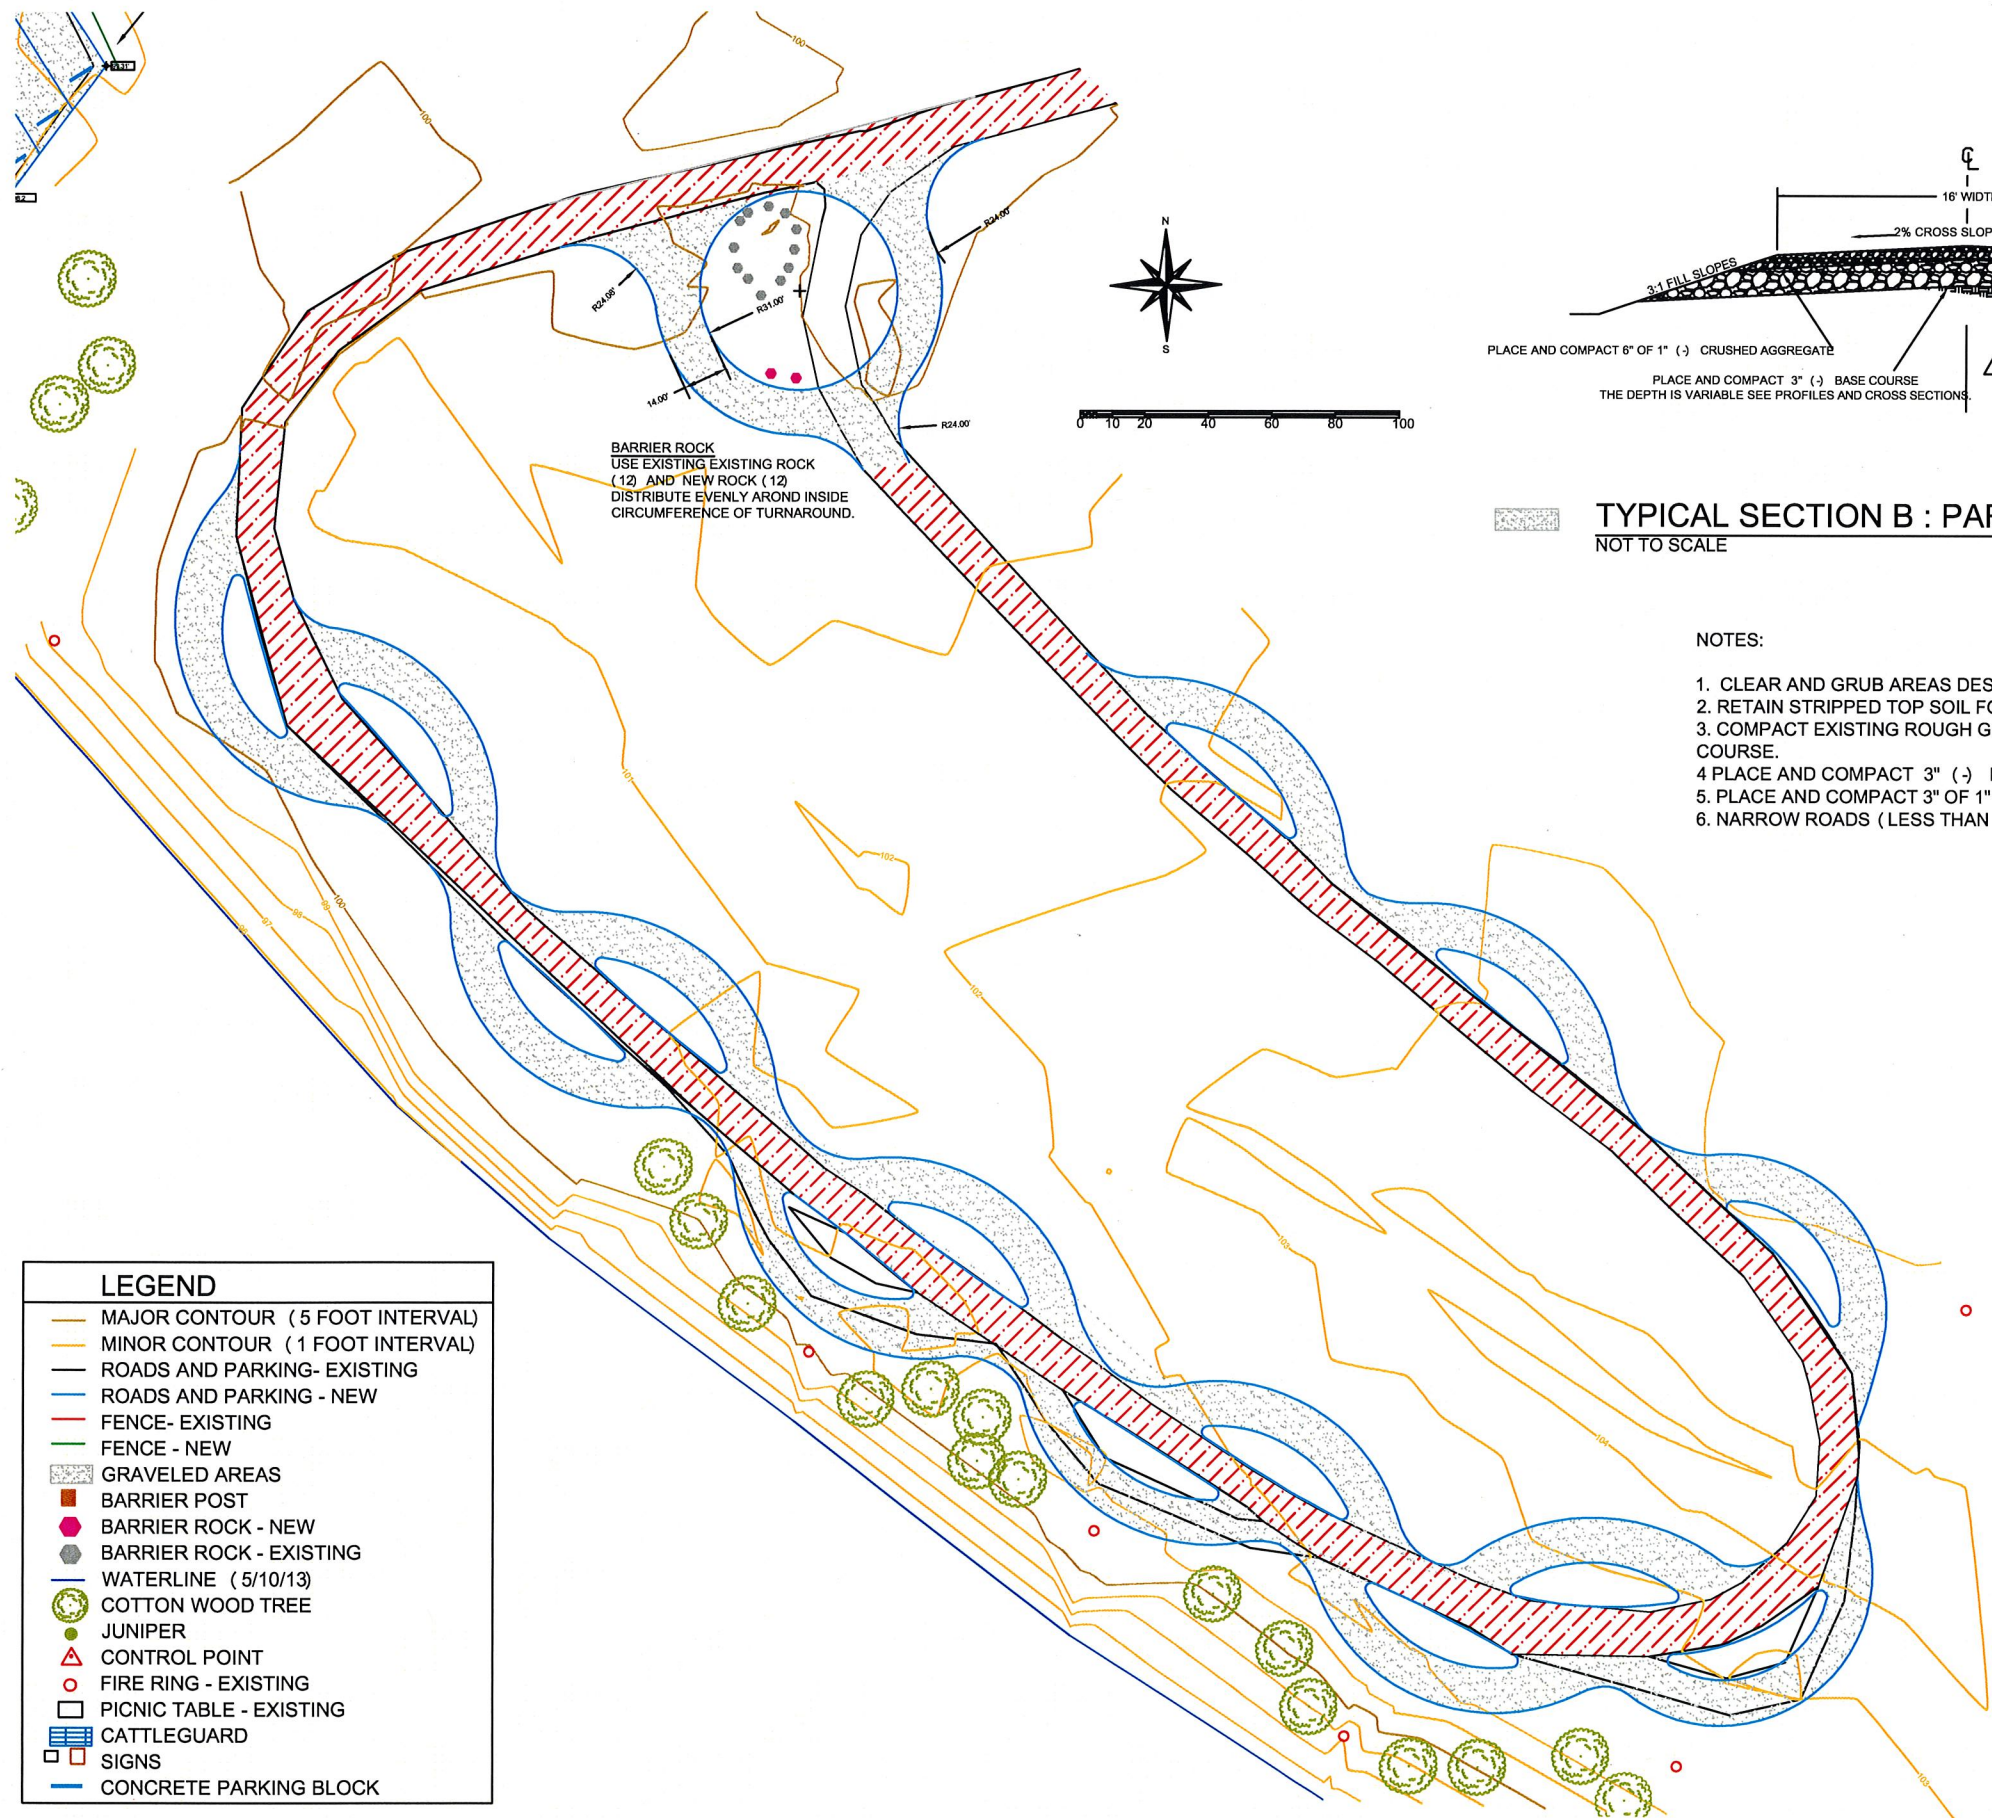 100
100
N
S
R24.00'
R24.00'
R31.00'
14.00'
R24.00'
BARRIER ROCK
USE EXISTING EXISTING ROCK
(12) AND NEW ROCK (12)
DISTRIBUTE EVENLY AROND INSIDE
CIRCUMFERENCE OF TURNAROUND.
0 10 20 40 60 80 100
16' WIDT
2% CROSS SLOP
3:1 FILL SLOPES
PLACE AND COMPACT 6" OF 1" (-) CRUSHED AGGREGATE
PLACE AND COMPACT 3" (-) BASE COURSE
THE DEPTH IS VARIABLE SEE PROFILES AND CROSS SECTIONS.
TYPICAL SECTION B : PA
NOT TO SCALE
NOTES:
1. CLEAR AND GRUB AREAS DES
2. RETAIN STRIPPED TOP SOIL FO
3. COMPACT EXISTING ROUGH G
COURSE.
4 PLACE AND COMPACT 3" (-)
5. PLACE AND COMPACT 3" OF 1"
6. NARROW ROADS (LESS THAN
101
102
100
99
98
97
96
102
103
104
103
LEGEND
MAJOR CONTOUR (5 FOOT INTERVAL)
MINOR CONTOUR (1 FOOT INTERVAL)
ROADS AND PARKING- EXISTING
ROADS AND PARKING - NEW
FENCE- EXISTING
FENCE - NEW
GRAVELED AREAS
BARRIER POST
BARRIER ROCK - NEW
BARRIER ROCK - EXISTING
WATERLINE (5/10/13)
COTTON WOOD TREE
JUNIPER
CONTROL POINT
FIRE RING - EXISTING
PICNIC TABLE - EXISTING
CATTLEGUARD
SIGNS
CONCRETE PARKING BLOCK